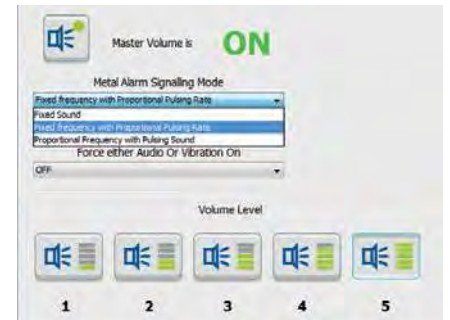 Master Volume is ON
Metal Alarm Signalling Mode
Fixed frequency with Proportional Pulsing Rate
Fixed Sound
Fixed frequency with Proportional Pulsing Rate
Proportional Frequency with Pulsing Sound
Force either Audio Or Vibration On
OFF
Volume Level
1 2 3 4 5